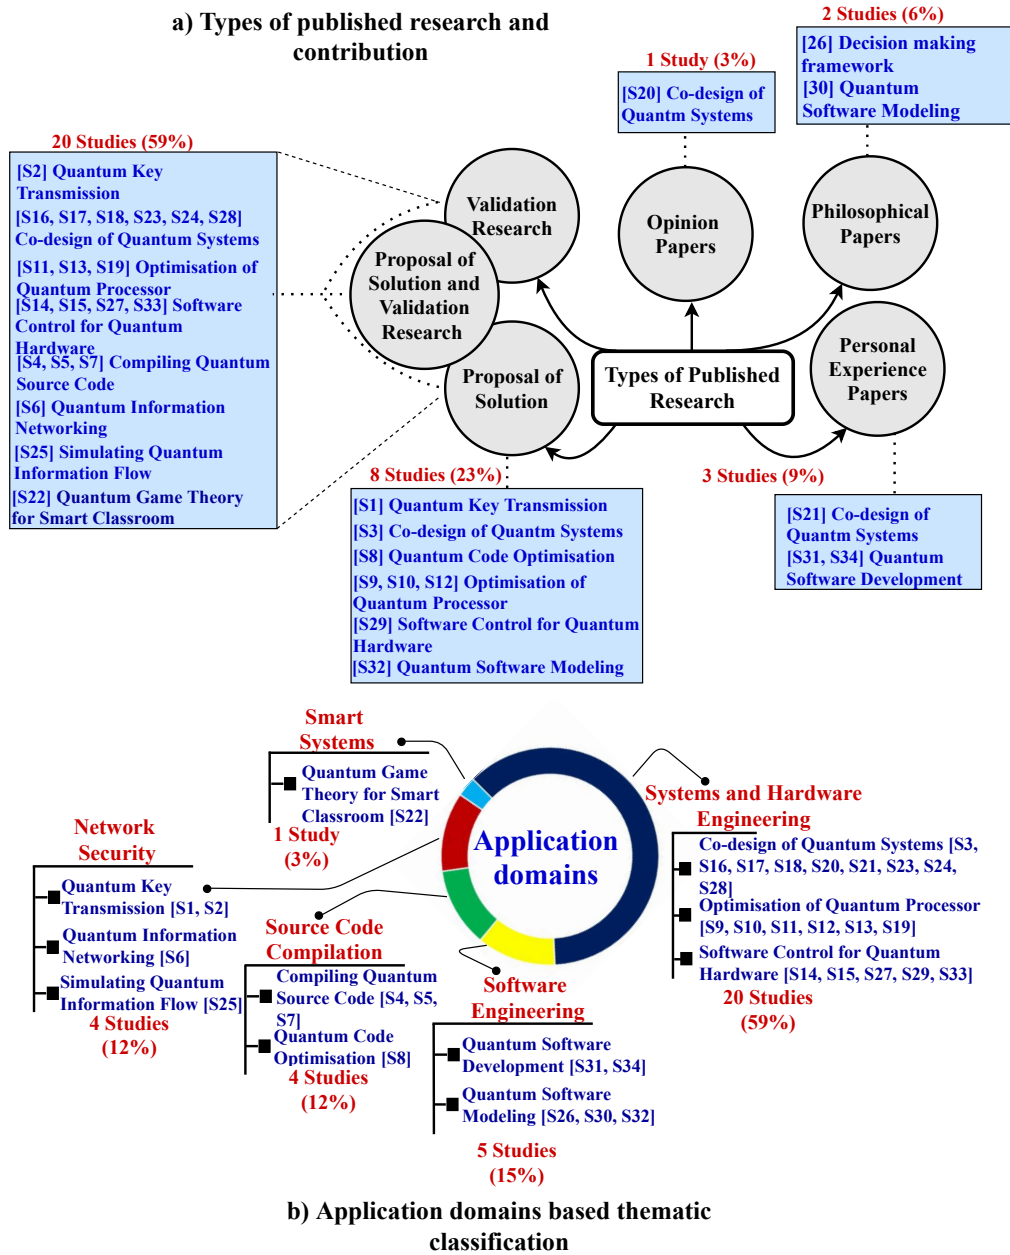 a) Types of published research and
contribution
2 Studies (6%)
[26] Decision making
framework
[30] Quantum
Software Modeling
1 Study (3%)
[S20] Co-design of
Quantm Systems
20 Studies (59%)
[S2] Quantum Key
Transmission
[S16, S17, S18, S23, S24, S28]
Co-design of Quantum Systems
[S11, S13, S19] Optimisation of
Quantum Processor
[S14, S15, S27, S33] Software
Control for Quantum
Hardware
[S4, S5, S7] Compiling Quantum
Source Code
[S6] Quantum Information
Networking
[S25] Simulating Quantum
Information Flow
[S22] Quantum Game Theory
for Smart Classroom
Validation
Research
Proposal of
Solution and
Validation
Research
Proposal of
Solution
Opinion
Papers
Philosophical
Papers
Personal
Experience
Papers
Types of Published
Research
8 Studies (23%)
[S1] Quantum Key Transmission
[S3] Co-design of Quantm Systems
[S8] Quantum Code Optimisation
[S9, S10, S12] Optimisation of
Quantum Processor
[S29] Software Control for Quantum
Hardware
[S32] Quantum Software Modeling
3 Studies (9%)
[S21] Co-design of
Quantm Systems
[S31, S34] Quantum
Software Development
Smart
Systems
Quantum Game
Theory for Smart
Classroom [S22]
1 Study
(3%)
Network
Security
Quantum Key
Transmission [S1, S2]
Quantum Information
Networking [S6]
Simulating Quantum
Information Flow [S25]
4 Studies
(12%)
Source Code
Compilation
Compiling Quantum
Source Code [S4, S5,
S7]
Quantum Code
Optimisation [S8]
4 Studies
(12%)
Application
domains
Software
Engineering
Quantum Software
Development [S31, S34]
Quantum Software
Modeling [S26, S30, S32]
5 Studies
(15%)
Systems and Hardware
Engineering
Co-design of Quantum Systems [S3,
S16, S17, S18, S20, S21, S23, S24,
S28]
Optimisation of Quantum Processor
[S9, S10, S11, S12, S13, S19]
Software Control for Quantum
Hardware [S14, S15, S27, S29, S33]
20 Studies
(59%)
b) Application domains based thematic
classification